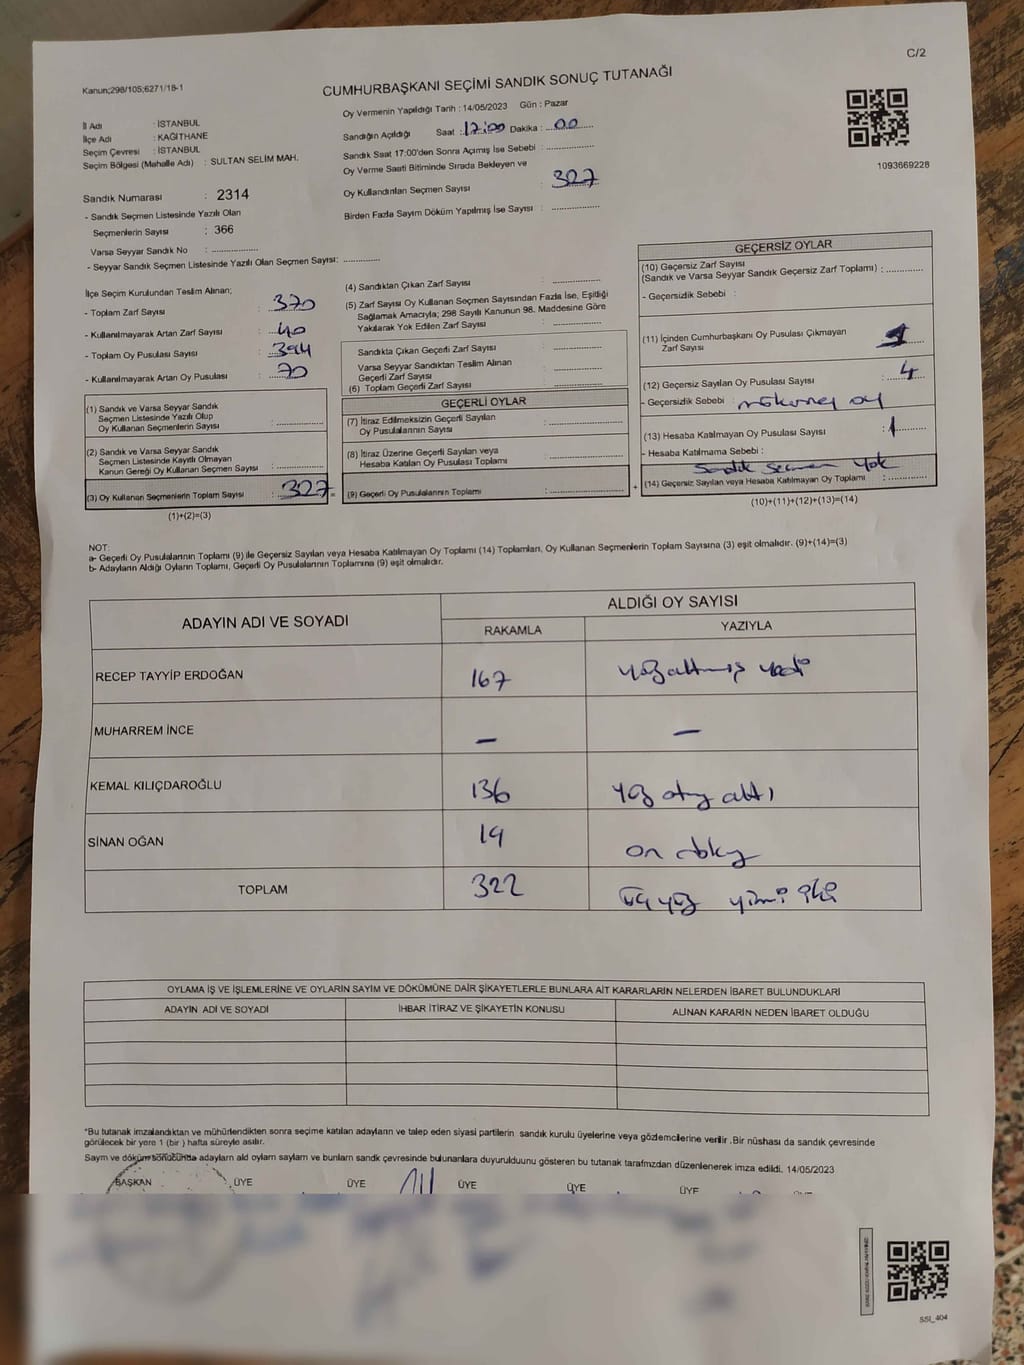 C/2
Kanun;298/105;6271/18-1
CUMHURBAŞKANI SEÇİMİ SANDIK SONUÇ TUTANAĞI
İl Adı : İSTANBUL
İlçe Adı : KAĞITHANE
Seçim Çevresi : İSTANBUL
Seçim Bölgesi (Mahalle Adı) : SULTAN SELİM MAH.
Oy Vermenin Yapıldığı Tarih : 14/05/2023 Gün : Pazar
Sandığın Açıldığı Saat : 17:00 Dakika : 00
Sandık Saat 17:00'den Sonra Açımış İse Sebebi :
Oy Verme Saati Bitiminde Sırada Bekleyen ve
Oy Kullandırılan Seçmen Sayısı : 327
Birden Fazla Sayım Döküm Yapılmış İse Sayısı :
1093669228
Sandık Numarası : 2314
- Sandık Seçmen Listesinde Yazılı Olan
Seçmenlerin Sayısı : 366
Varsa Seyyar Sandık No :
- Seyyar Sandık Seçmen Listesinde Yazılı Olan Seçmen Sayısı:
İlçe Seçim Kurulundan Teslim Alınan;
- Toplam Zarf Sayısı : 370
- Kullanılmayarak Artan Zarf Sayısı : 40
- Toplam Oy Pusulası Sayısı : 394
- Kullanılmayarak Artan Oy Pusulası : 70
(1) Sandık ve Varsa Seyyar Sandık
Seçmen Listesinde Yazılı Olup
Oy Kullanan Seçmenlerin Sayısı :
(2) Sandık ve Varsa Seyyar Sandık
Seçmen Listesinde Kayıtlı Olmayan
Kanun Gereği Oy Kullanan Seçmen Sayısı :
(3) Oy Kullanan Seçmenlerin Toplam Sayısı : 327
(1)+(2)=(3)
(4) Sandıktan Çıkan Zarf Sayısı :
(5) Zarf Sayısı Oy Kullanan Seçmen Sayısından Fazla İse, Eşitliği
Sağlamak Amacıyla; 298 Sayılı Kanunun 98. Maddesine Göre
Yakılarak Yok Edilen Zarf Sayısı :
Sandıkta Çıkan Geçerli Zarf Sayısı :
Varsa Seyyar Sandıktan Teslim Alınan
Geçerli Zarf Sayısı :
(6) Toplam Geçerli Zarf Sayısı :
GEÇERLİ OYLAR
(7) İtiraz Edilmeksizin Geçerli Sayılan
Oy Pusulalarının Sayısı :
(8) İtiraz Üzerine Geçerli Sayılan veya
Hesaba Katılan Oy Pusulası Toplamı :
(9) Geçerli Oy Pusulalarının Toplamı :
GEÇERSİZ OYLAR
(10) Geçersiz Zarf Sayısı
(Sandık ve Varsa Seyyar Sandık Geçersiz Zarf Toplamı) :
- Geçersizlik Sebebi :
(11) İçinden Cumhurbaşkanı Oy Pusulası Çıkmayan
Zarf Sayısı :
(12) Geçersiz Sayılan Oy Pusulası Sayısı : 4
- Geçersizlik Sebebi : oy
(13) Hesaba Katılmayan Oy Pusulası Sayısı : 1
- Hesaba Katılmama Sebebi :
Sandık seçmen yok
(14) Geçersiz Sayılan veya Hesaba Katılmayan Oy Toplamı :
(10)+(11)+(12)+(13)=(14)
NOT:
a- Geçerli Oy Pusulalarının Toplamı (9) ile Geçersiz Sayılan veya Hesaba Katılmayan Oy Toplamı (14) Toplamları, Oy Kullanan Seçmenlerin Toplam Sayısına (3) eşit olmalıdır. (9)+(14)=(3)
b- Adayların Aldığı Oyların Toplamı, Geçerli Oy Pusulalarının Toplamına (9) eşit olmalıdır.
ADAYIN ADI VE SOYADI
ALDIĞI OY SAYISI
RAKAMLA YAZIYLA
RECEP TAYYİP ERDOĞAN 167 yüzaltmış yedi
MUHARREM İNCE – –
KEMAL KILIÇDAROĞLU 136 yüz otuz altı
SİNAN OĞAN 19 on dokuz
TOPLAM 322 üç yüz yirmi iki
OYLAMA İŞ VE İŞLEMLERİNE VE OYLARIN SAYIM VE DÖKÜMÜNE DAİR ŞİKAYETLERLE BUNLARA AİT KARARLARIN NELERDEN İBARET BULUNDUKLARI
ADAYIN ADI VE SOYADI İHBAR İTİRAZ VE ŞİKAYETİN KONUSU ALINAN KARARIN NEDEN İBARET OLDUĞU
*Bu tutanak imzalandıktan ve mühürlendikten sonra seçime katılan adayların ve talep eden siyasi partilerin sandık kurulu üyelerine veya gözlemcilerine verilir .Bir nüshası da sandık çevresinde
görülecek bir yere 1 (bir ) hafta süreyle asılır.
Sayım ve döküm sonucunda adayların ald oyların sayların ve bunların sandk çevresinde bulunanlara duyurulduunu gösteren bu tutanak tarafmzdan düzenlenerek imza edildi. 14/05/2023
BAŞKAN ÜYE ÜYE ÜYE ÜYE ÜYE ÜYE
SSI_404